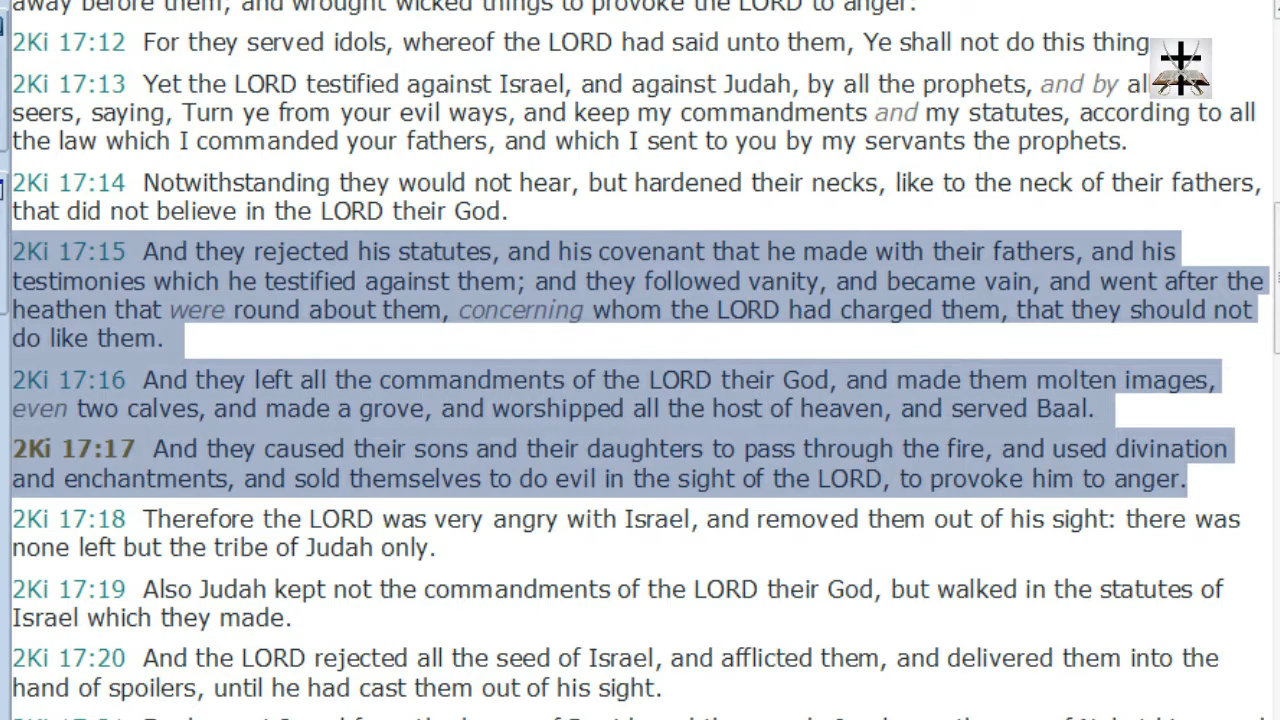 away before them; and wrought wicked things to provoke the LORD to anger:
2Ki 17:12 For they served idols, whereof the LORD had said unto them, Ye shall not do this thing
2Ki 17:13 Yet the LORD testified against Israel, and against Judah, by all the prophets, and by
seers, saying, Turn ye from your evil ways, and keep my commandments and my statutes, according to all
the law which I commanded your fathers, and which I sent to you by my servants the prophets.
2Ki 17:14 Notwithstanding they would not hear, but hardened their necks, like to the neck of their fathers,
that did not believe in the LORD their God.
2Ki 17:15 And they rejected his statutes, and his covenant that he made with their fathers, and his
testimonies which he testified against them; and they followed vanity, and became vain, and went after the
heathen that were round about them, concerning whom the LORD had charged them, that they should not
do like them.
2Ki 17:16 And they left all the commandments of the LORD their God, and made them molten images,
even two calves, and made a grove, and worshipped all the host of heaven, and served Baal.
2Ki 17:17 And they caused their sons and their daughters to pass through the fire, and used divination
and enchantments, and sold themselves to do evil in the sight of the LORD, to provoke him to anger.
2Ki 17:18 Therefore the LORD was very angry with Israel, and removed them out of his sight: there was
none left but the tribe of Judah only.
2Ki 17:19 Also Judah kept not the commandments of the LORD their God, but walked in the statutes of
Israel which they made.
2Ki 17:20 And the LORD rejected all the seed of Israel, and afflicted them, and delivered them into the
hand of spoilers, until he had cast them out of his sight.